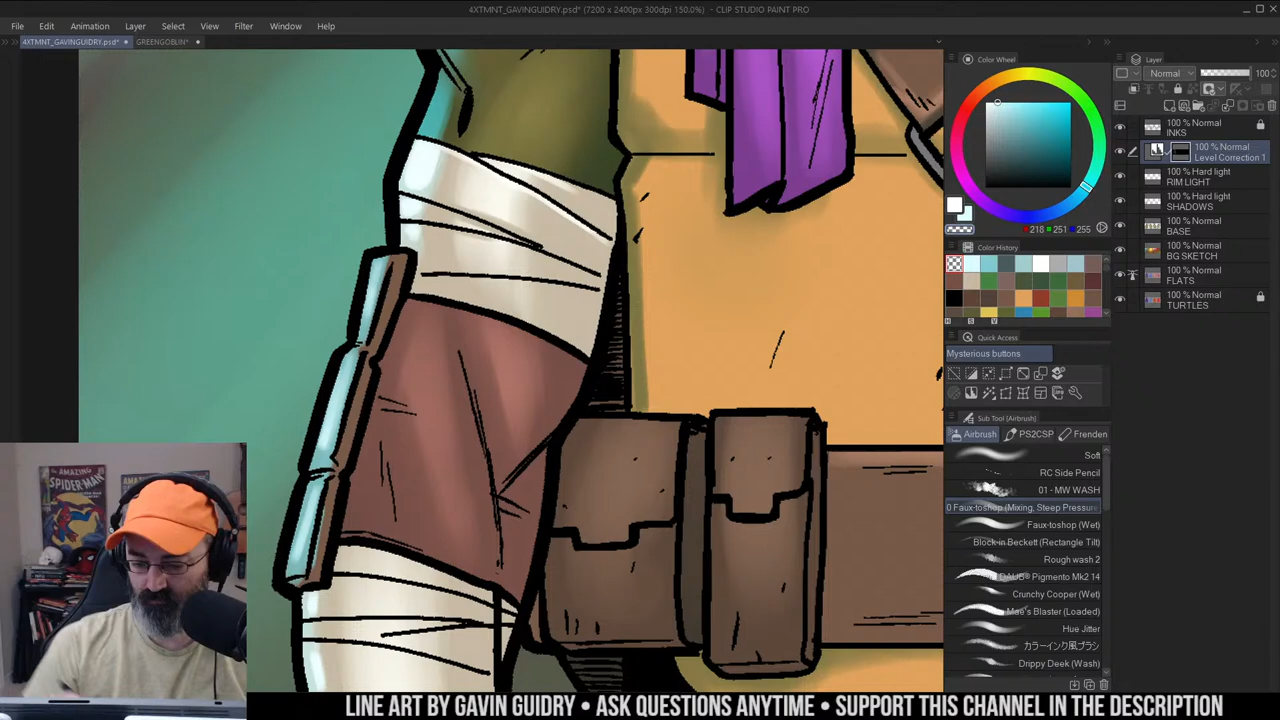 4XTMNT_GAVINGUIDRY.psd* (7200 x 2400px 300dpi 150.0%) - CLIP STUDIO PAINT PRO
File Edit Animation Layer Select View Filter Window Help
4XTMNT_GAVINGUIDRY.psd* GREENGOBLIN*
Color Wheel
218 251 255
Color History
H S V
Quick Access
Mysterious buttons
Sub Tool [Airbrush]
Airbrush PS2CSP Frenden
Soft
RC Side Pencil
01 - MW WASH
0 Faux-toshop (Mixing, Steep Pressure
Faux-toshop (Wet)
Block-in Beckett (Rectangle Tilt)
Rough wash 2
DAUB® Pigmento Mk2 14
Crunchy Cooper (Wet)
Mae's Blaster (Loaded)
Hue Jitter
カラーインク風ブラシ
Drippy Deek (Wash)
Layer
Normal 100
100 % Normal
INKS
100 % Normal
Level Correction 1
100 % Hard light
RIM LIGHT
100 % Hard light
SHADOWS
100 % Normal
BASE
100 % Normal
BG SKETCH
100 % Normal
FLATS
100 % Normal
TURTLES
THE AMAZING
SPIDER-MAN
LINE ART BY GAVIN GUIDRY • ASK QUESTIONS ANYTIME • SUPPORT THIS CHANNEL IN THE DESCRIPTION